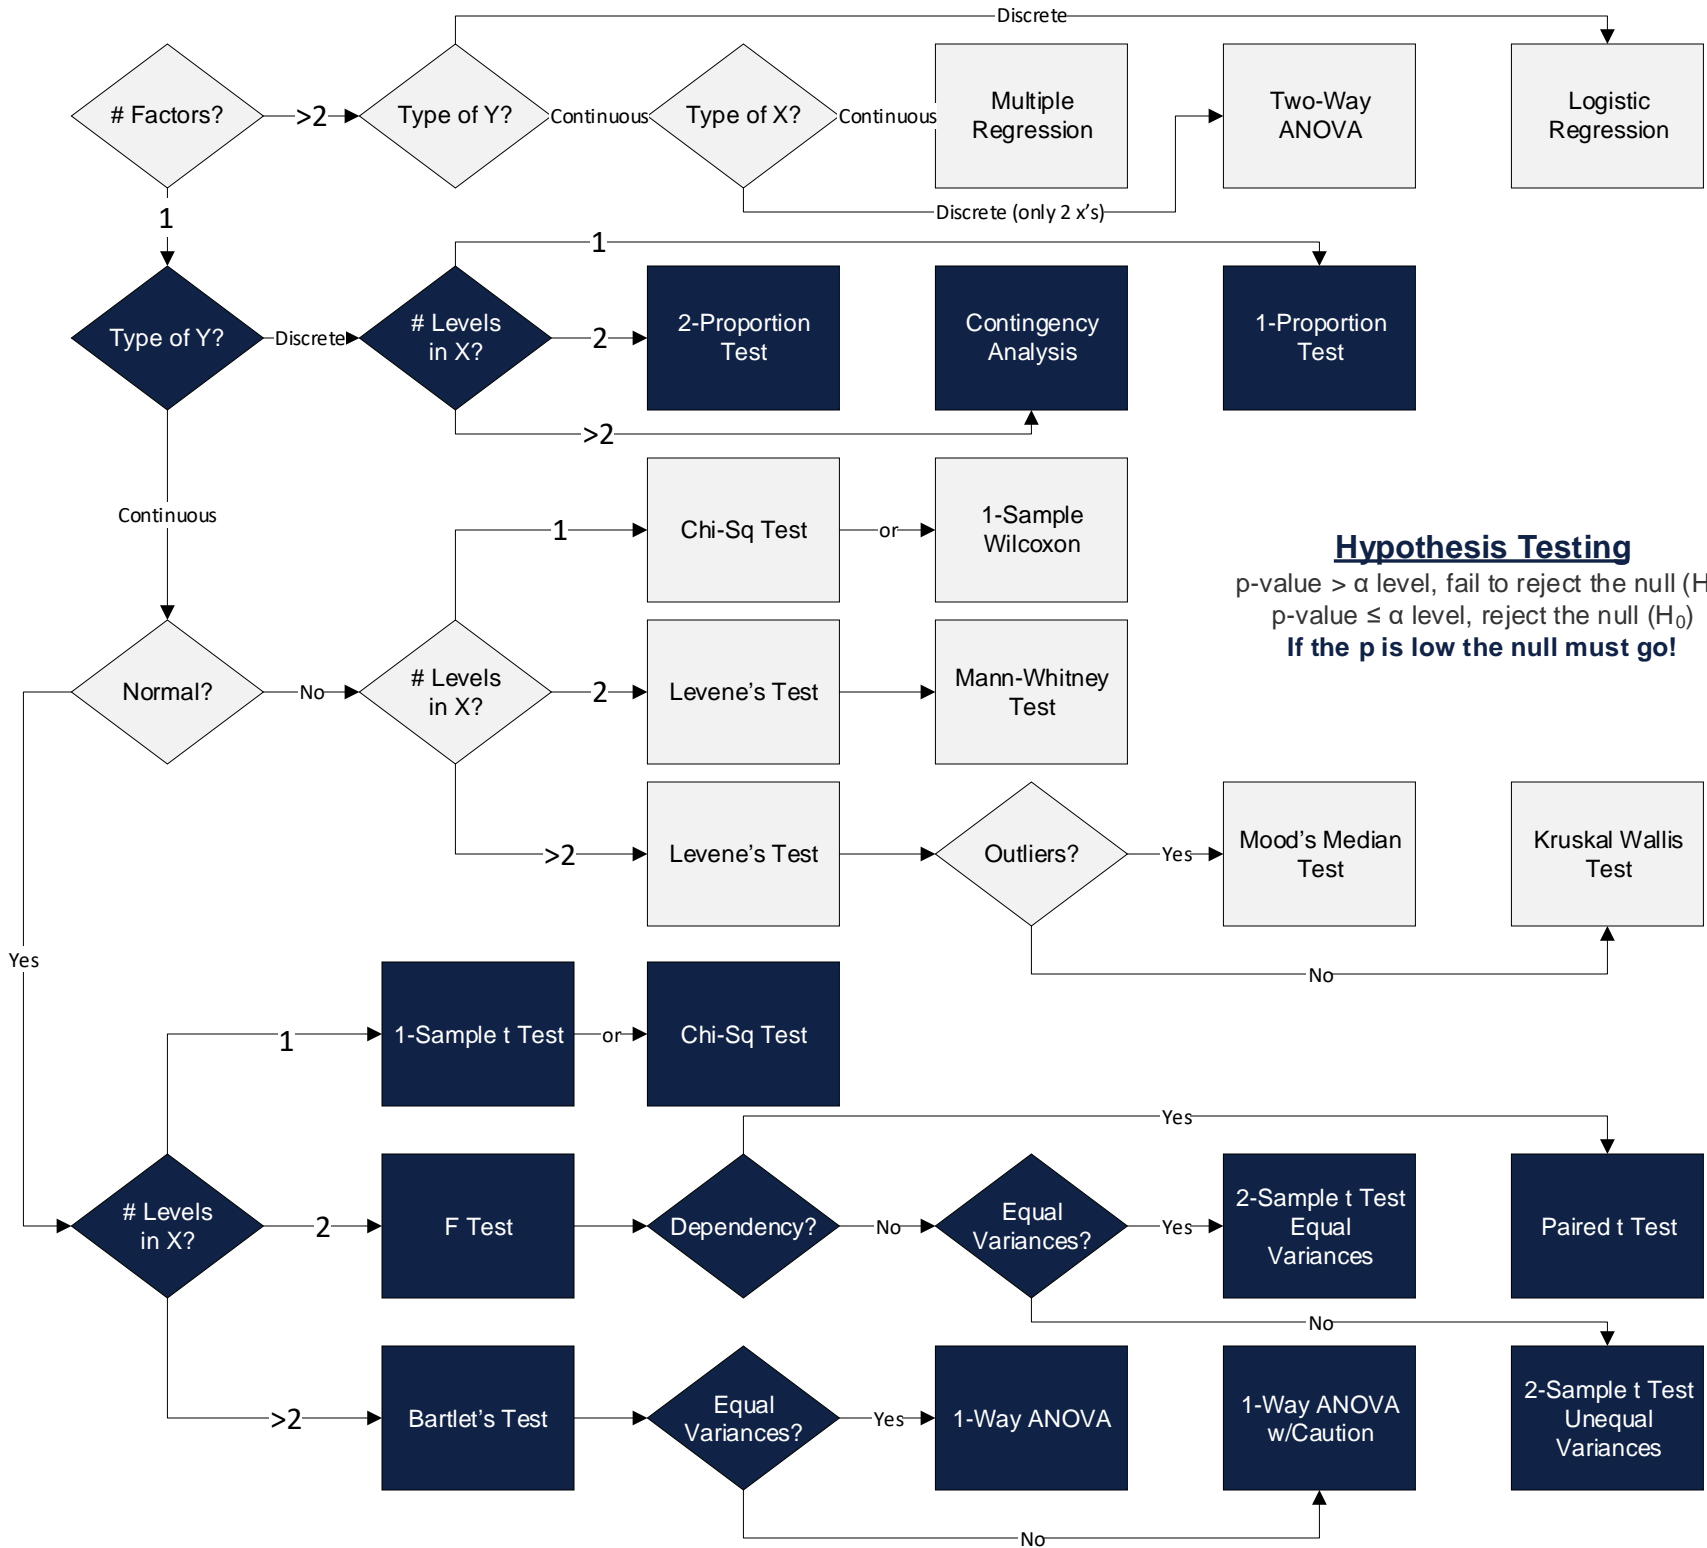 Discrete
# Factors?
>2
Type of Y?
Continuous
Type of X?
Continuous
Multiple
Regression
Two-Way
ANOVA
Logistic
Regression
1
Discrete (only 2 x's)
1
Type of Y?
Discrete
# Levels
in X?
2
2-Proportion
Test
Contingency
Analysis
1-Proportion
Test
>2
Continuous
1
Chi-Sq Test
or
1-Sample
Wilcoxon
Hypothesis Testing
p-value > α level, fail to reject the null (H
p-value ≤ α level, reject the null (H₀)
If the p is low the null must go!
Normal?
No
# Levels
in X?
2
Levene's Test
Mann-Whitney
Test
>2
Levene's Test
Outliers?
Yes
Mood's Median
Test
Kruskal Wallis
Test
No
Yes
1
1-Sample t Test
or
Chi-Sq Test
Yes
# Levels
in X?
2
F Test
Dependency?
No
Equal
Variances?
Yes
2-Sample t Test
Equal
Variances
Paired t Test
No
>2
Bartlet's Test
Equal
Variances?
Yes
1-Way ANOVA
1-Way ANOVA
w/Caution
2-Sample t Test
Unequal
Variances
No